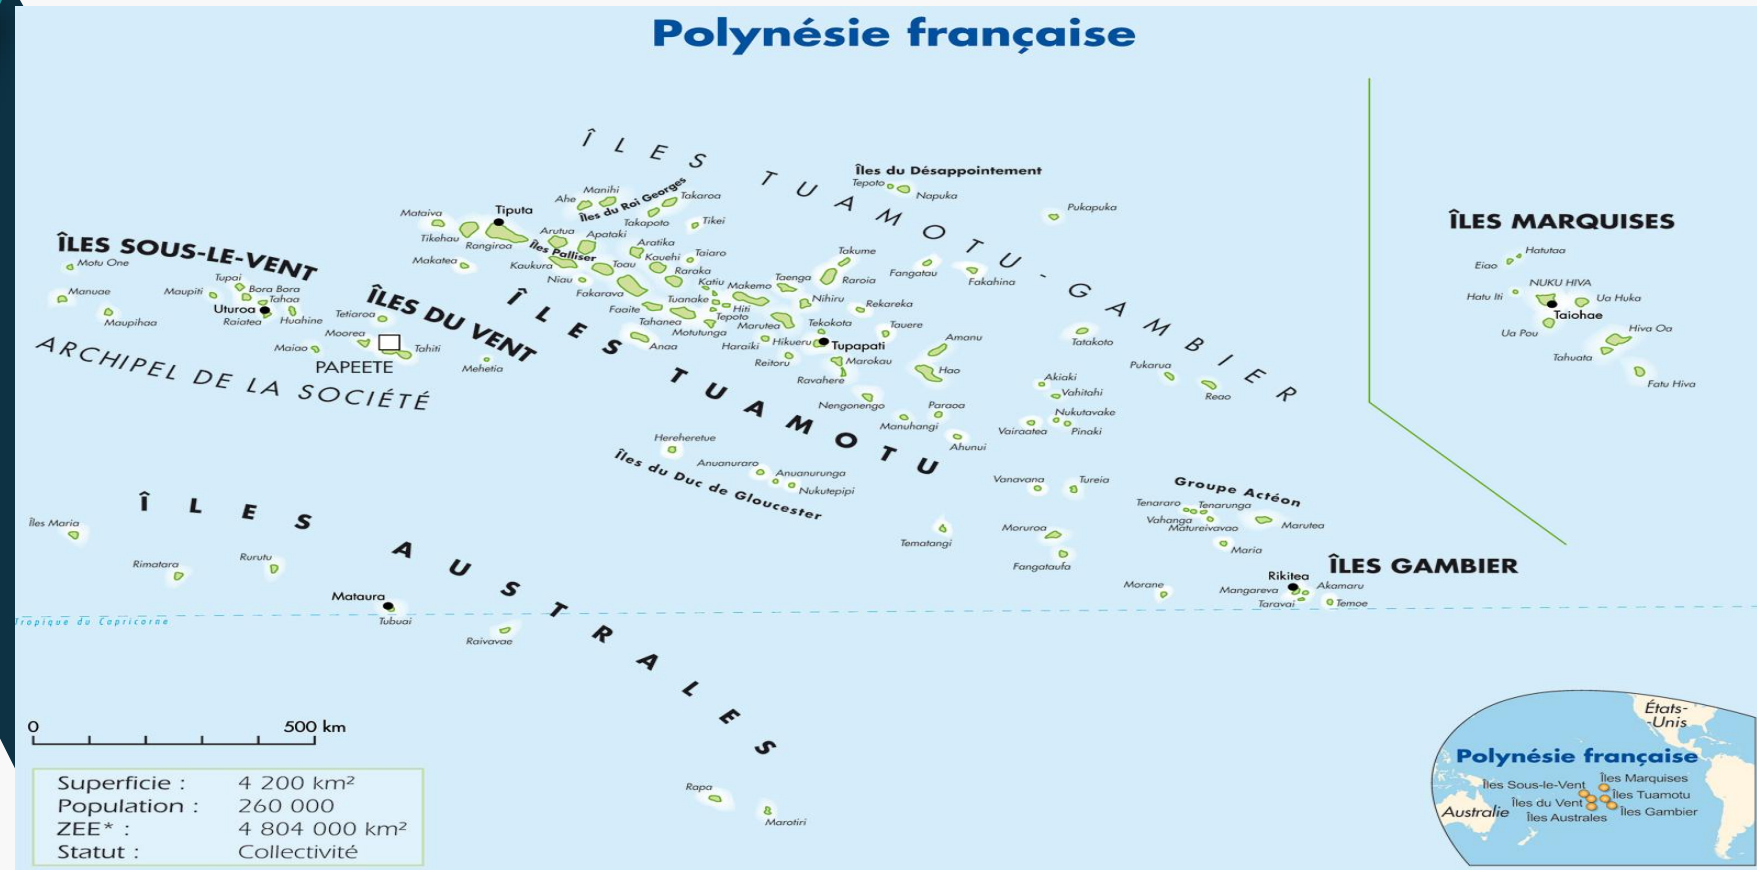 Polynésie française
ÎLES TUAMOTU-GAMBIER
Îles du Désappointement
Tepoto
Napuka
Pukapuka
Manihi
Ahe
Îles du Roi Georges
Takaroa
Takapoto
Tikei
Mataiva
Tiputa
Tikehau
Rangiroa
Arutua
Apataki
Îles Palliser
Aratika
Kaukura
Toau
Kauehi
Taiaro
Makatea
Niau
Raraka
Fakarava
Katiu
Makemo
Taenga
Takume
Raroia
Fangatau
Fakahina
Tuanake
Hiti
Nihiru
Rekareka
Faaite
Tepoto
Tahanea
Motutunga
Marutea
Tekokota
Tauere
Anaa
Haraiki
Hikueru
Tupapati
Amanu
Tatakoto
Reitoru
Marokau
Ravahere
Hao
Pukarua
Reao
Akiaki
Vahitahi
Nengonengo
Paraoa
Nukutavake
Manuhangi
Vairaatea
Pinaki
Ahunui
ÎLES TUAMOTU
Hereheretue
Anuanuraro
Anuanurunga
Nukutepipi
Îles du Duc de Gloucester
Vanavana
Tureia
Groupe Actéon
Tenararo
Tenarunga
Vahanga
Matureivavao
Marutea
Maria
Tematangi
Moruroa
Fangataufa
Morane
ÎLES GAMBIER
Rikitea
Akamaru
Mangareva
Taravai
Temoe
ÎLES MARQUISES
Hatutaa
Eiao
NUKU HIVA
Hatu Iti
Ua Huka
Taiohae
Ua Pou
Hiva Oa
Tahuata
Fatu Hiva
ÎLES SOUS-LE-VENT
Motu One
Tupai
Manuae
Maupiti
Bora Bora
Tahaa
Uturoa
Maupihaa
Raiatea
Huahine
ÎLES DU VENT
Tetiaroa
Moorea
Maiao
Tahiti
PAPEETE
Mehetia
ARCHIPEL DE LA SOCIÉTÉ
ÎLES AUSTRALES
Îles Maria
Rimatara
Rurutu
Mataura
Tubuai
Tropique du Capricorne
Raivavae
Rapa
Marotiri
0 500 km
Superficie : 4 200 km²
Population : 260 000
ZEE* : 4 804 000 km²
Statut : Collectivité
États-
-Unis
Polynésie française
Îles Sous-le-Vent
Îles Marquises
Îles du Vent
Îles Tuamotu
Australie
Îles Australes
Îles Gambier